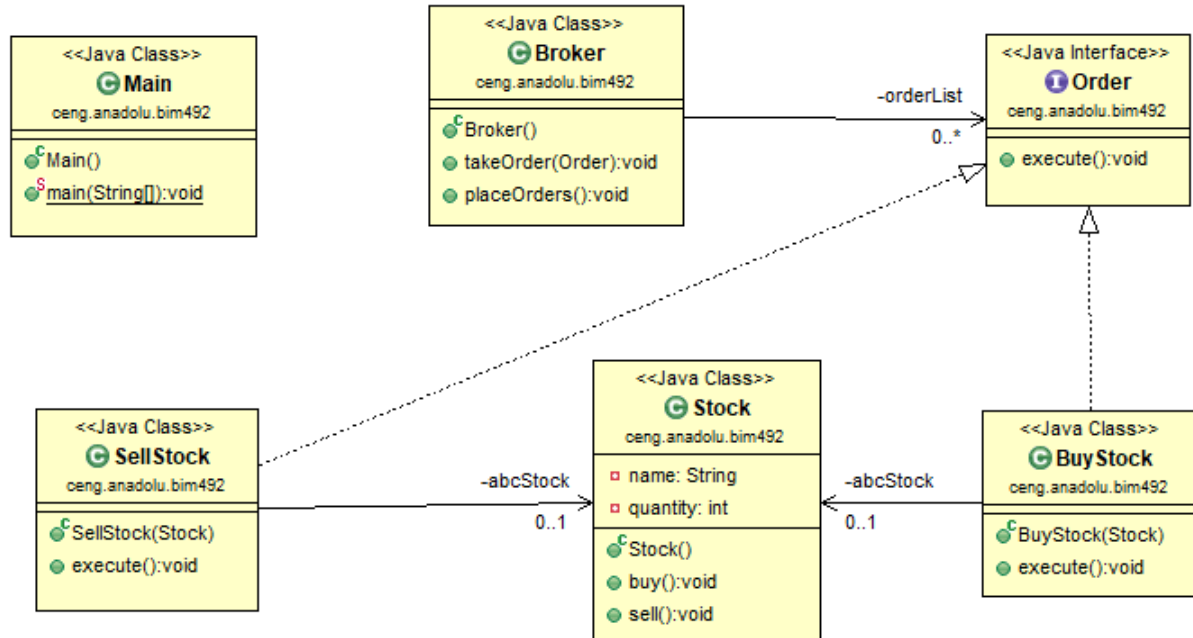 <<Java Class>>
Main
ceng.anadolu.bim492
Main()
main(String[]):void
<<Java Class>>
Broker
ceng.anadolu.bim492
Broker()
takeOrder(Order):void
placeOrders():void
-orderList
0..*
<<Java Interface>>
Order
ceng.anadolu.bim492
execute():void
<<Java Class>>
SellStock
ceng.anadolu.bim492
SellStock(Stock)
execute():void
-abcStock
0..1
<<Java Class>>
Stock
ceng.anadolu.bim492
name: String
quantity: int
Stock()
buy():void
sell():void
-abcStock
0..1
<<Java Class>>
BuyStock
ceng.anadolu.bim492
BuyStock(Stock)
execute():void